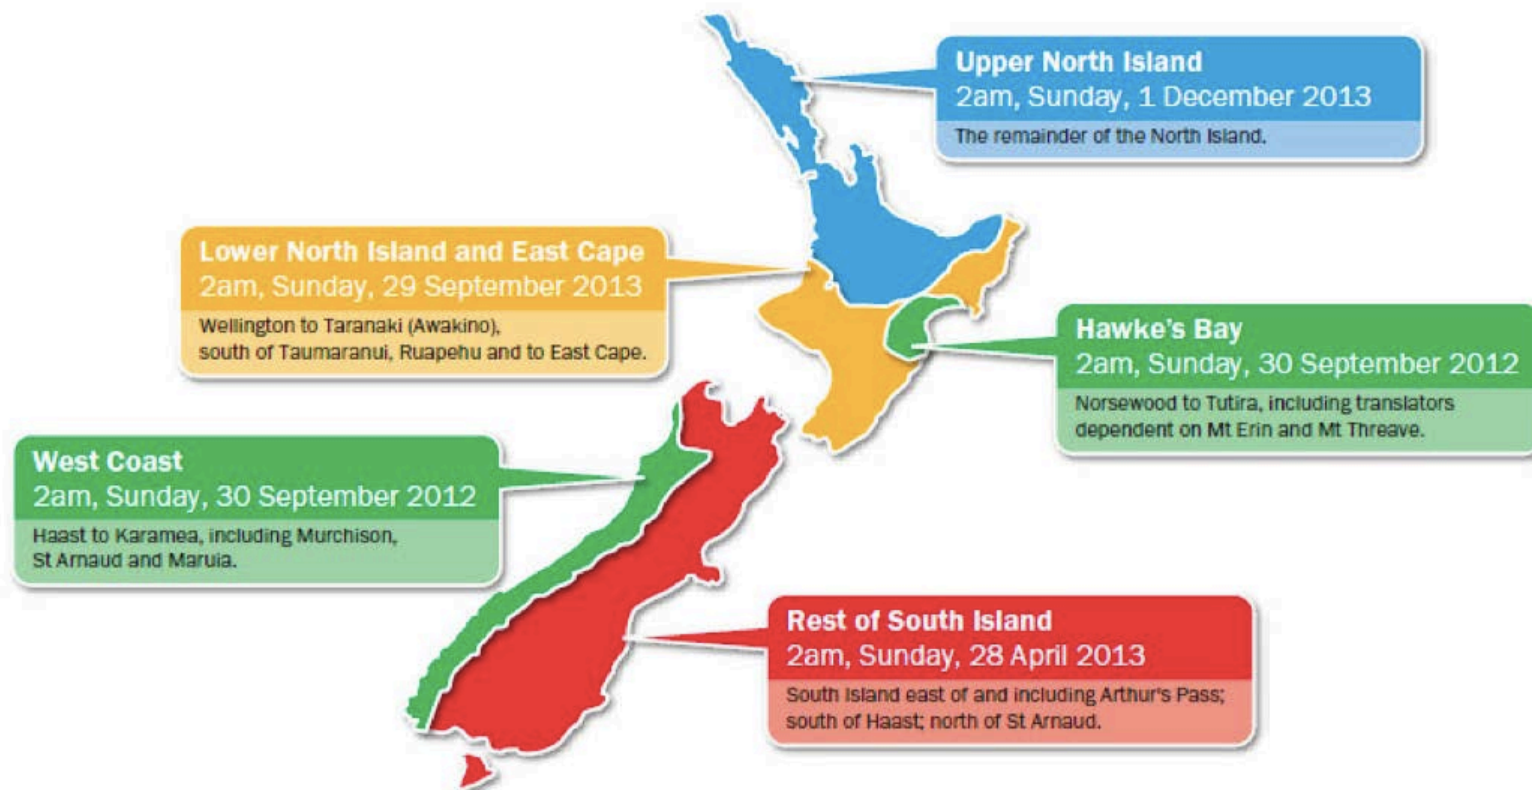 Upper North Island
2am, Sunday, 1 December 2013
The remainder of the North Island.
Lower North Island and East Cape
2am, Sunday, 29 September 2013
Wellington to Taranaki (Awakino),
south of Taumaranui, Ruapehu and to East Cape.
Hawke's Bay
2am, Sunday, 30 September 2012
Norsewood to Tutira, including translators
dependent on Mt Erin and Mt Threave.
West Coast
2am, Sunday, 30 September 2012
Haast to Karamea, including Murchison,
St Arnaud and Maruia.
Rest of South Island
2am, Sunday, 28 April 2013
South Island east of and including Arthur's Pass;
south of Haast; north of St Arnaud.